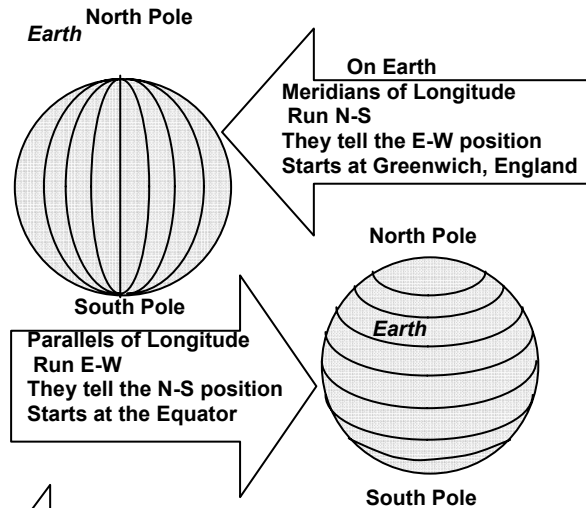 North Pole
Earth
On Earth
Meridians of Longitude
Run N-S
They tell the E-W position
Starts at Greenwich, England
South Pole
North Pole
Earth
Parallels of Longitude
Run E-W
They tell the N-S position
Starts at the Equator
South Pole